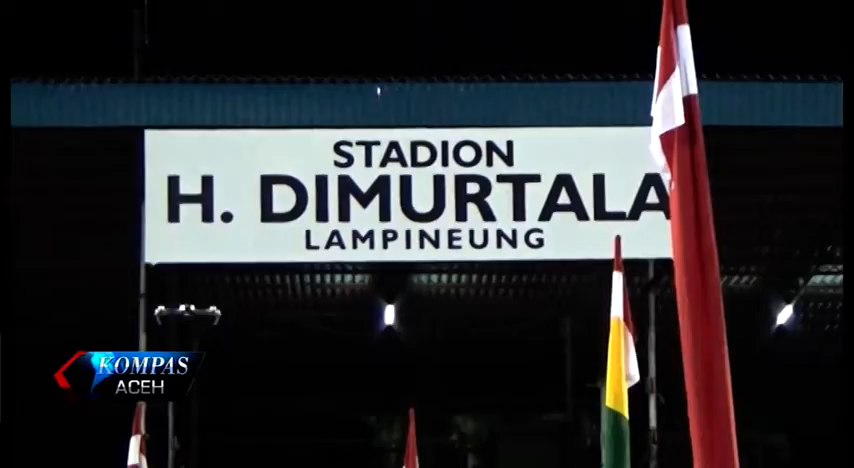 STADION
H. DIMURTALA
LAMPINEUNG
KOMPAS
ACEH